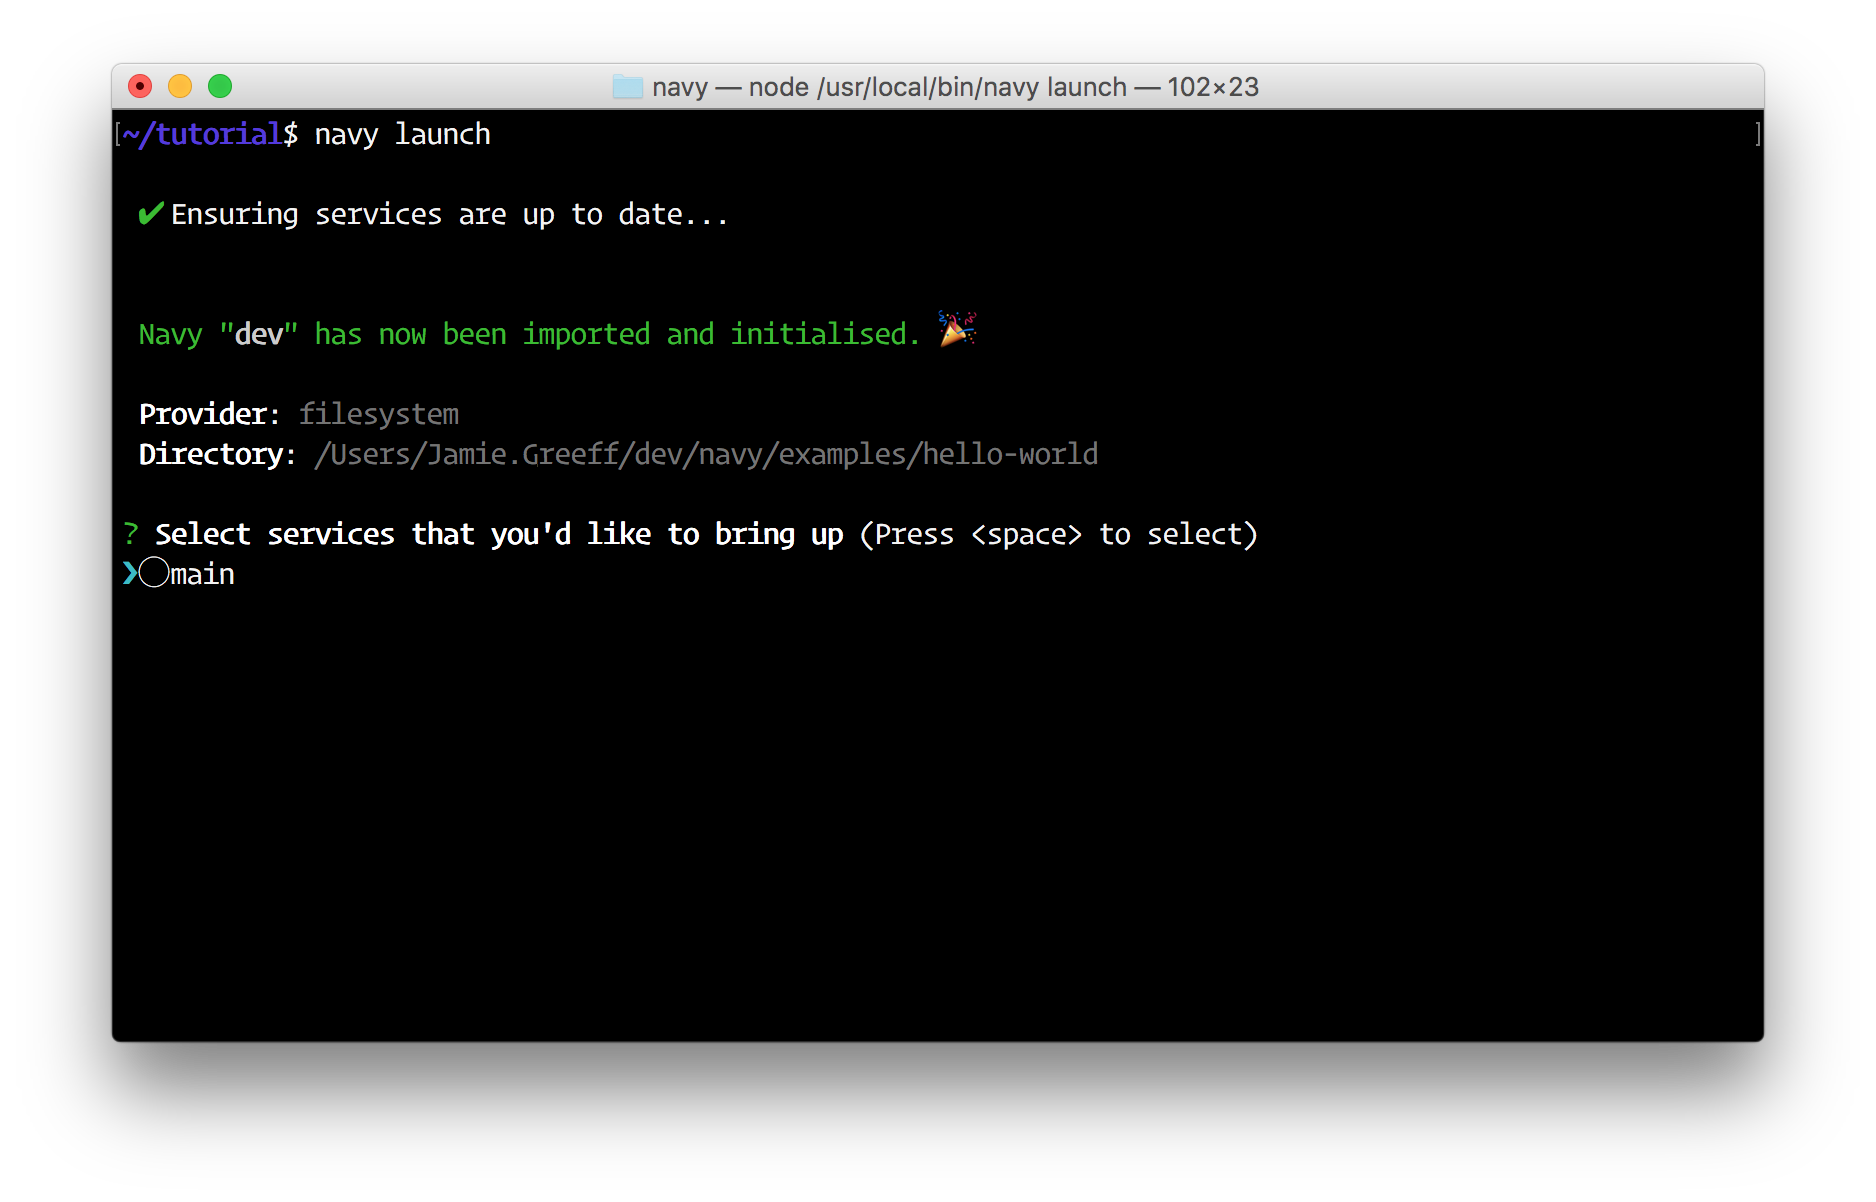 navy — node /usr/local/bin/navy launch — 102×23
[~/tutorial$ navy launch ]
✔ Ensuring services are up to date...
Navy "dev" has now been imported and initialised. 🎉
Provider: filesystem
Directory: /Users/Jamie.Greeff/dev/navy/examples/hello-world
? Select services that you'd like to bring up (Press <space> to select)
❯◯main